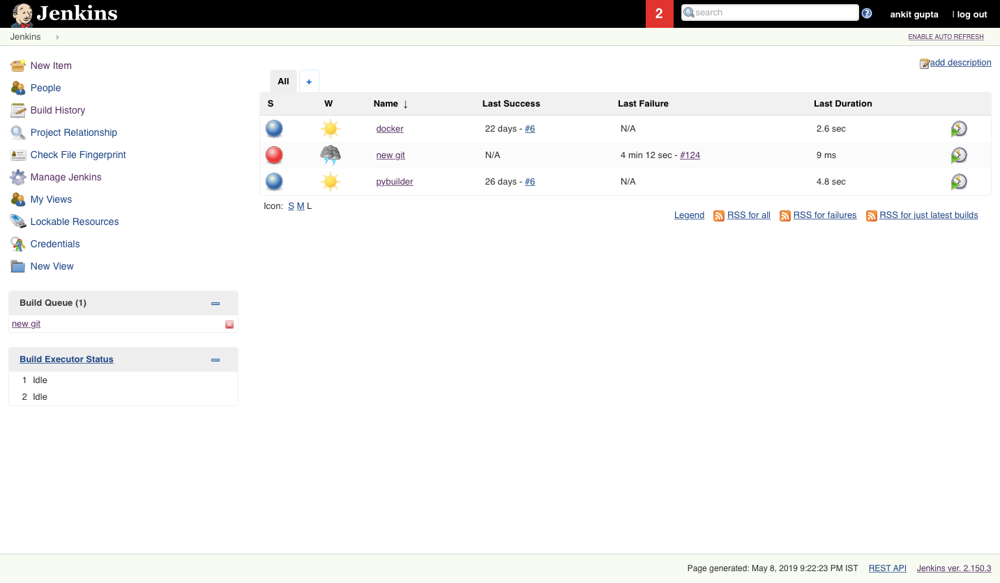 Jenkins 2 search ankit gupta | log out
Jenkins ENABLE AUTO REFRESH
add description
New Item
People
Build History
Project Relationship
Check File Fingerprint
Manage Jenkins
My Views
Lockable Resources
Credentials
New View
Build Queue (1)
new git
Build Executor Status
1 Idle
2 Idle
All +
S W Name ↓ Last Success Last Failure Last Duration
docker 22 days - #6 N/A 2.6 sec
new git N/A 4 min 12 sec - #124 9 ms
pybuilder 26 days - #6 N/A 4.8 sec
Icon: S M L
Legend RSS for all RSS for failures RSS for just latest builds
Page generated: May 8, 2019 9:22:23 PM IST REST API Jenkins ver. 2.150.3